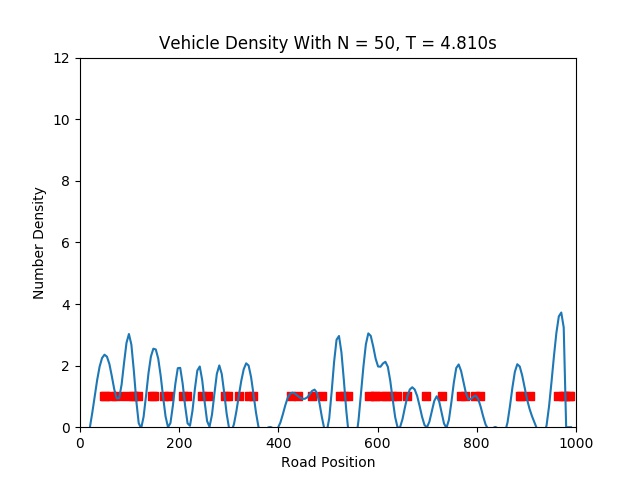 Vehicle Density With N = 50, T = 4.810s
12
10
8
6
4
2
0
Number Density
0 200 400 600 800 1000
Road Position